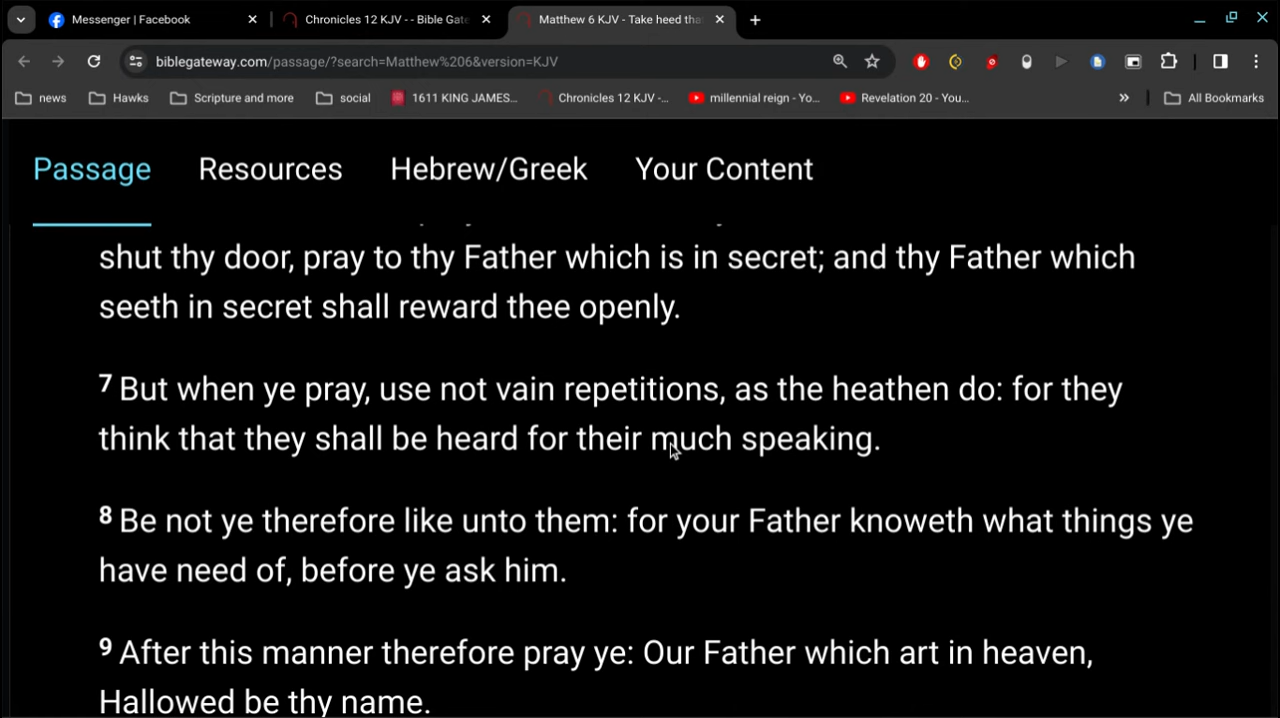 Messenger | Facebook
Chronicles 12 KJV - - Bible Gate
Matthew 6 KJV - Take heed tha
biblegateway.com/passage/?search=Matthew%206&version=KJV
news
Hawks
Scripture and more
social
1611 KING JAMES...
Chronicles 12 KJV -...
millennial reign - Yo...
Revelation 20 - You...
All Bookmarks
Passage
Resources
Hebrew/Greek
Your Content
shut thy door, pray to thy Father which is in secret; and thy Father which
seeth in secret shall reward thee openly.
7 But when ye pray, use not vain repetitions, as the heathen do: for they
think that they shall be heard for their much speaking.
8 Be not ye therefore like unto them: for your Father knoweth what things ye
have need of, before ye ask him.
9 After this manner therefore pray ye: Our Father which art in heaven,
Hallowed be thy name.